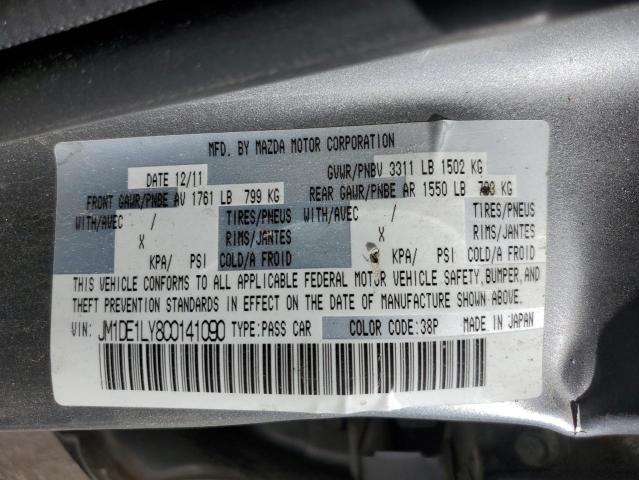 MFD. BY MAZDA MOTOR CORPORATION
DATE 12/11 GVWR/PNBV 3311 LB 1502 KG
FRONT GAWR/PNBE AV 1761 LB 799 KG REAR GAWR/PNBE AR 1550 LB 703 KG
WITH/AVEC / TIRES/PNEUS WITH/AVEC / TIRES/PNEUS
X RIMS/JANTES X RIMS/JANTES
KPA/ PSI COLD/A FROID KPA/ PSI COLD/A FROID
THIS VEHICLE CONFORMS TO ALL APPLICABLE FEDERAL MOTOR VEHICLE SAFETY, BUMPER, AND
THEFT PREVENTION STANDARDS IN EFFECT ON THE DATE OF MANUFACTURE SHOWN ABOVE.
VIN: JM1DE1LY8C0141090 TYPE:PASS CAR COLOR CODE:38P MADE IN JAPAN